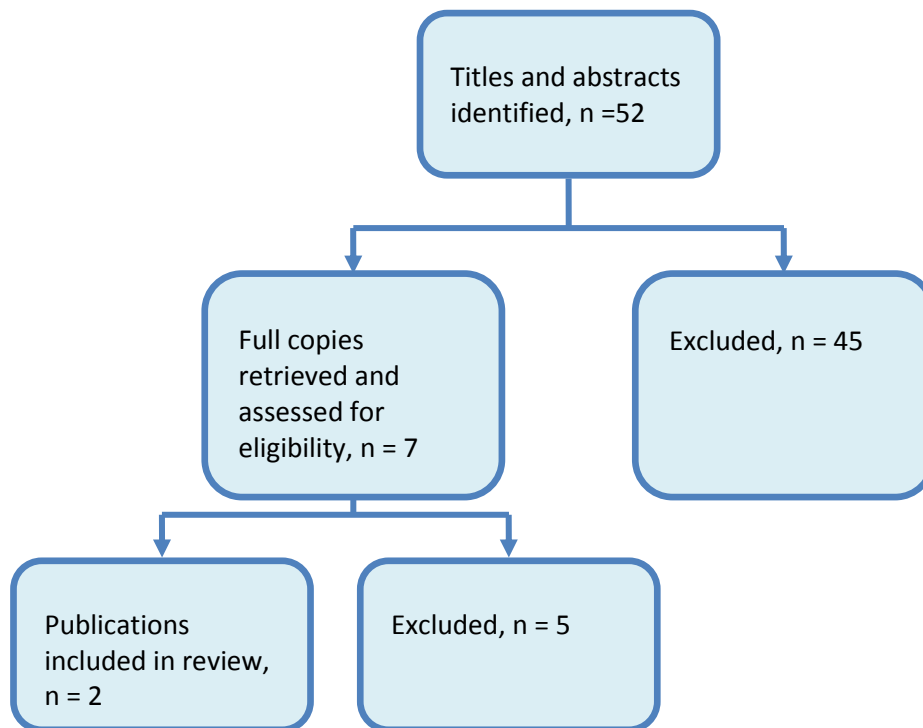 Titles and abstracts
identified, n =52
Full copies
retrieved and
assessed for
eligibility, n = 7
Excluded, n = 45
Publications
included in review,
n = 2
Excluded, n = 5